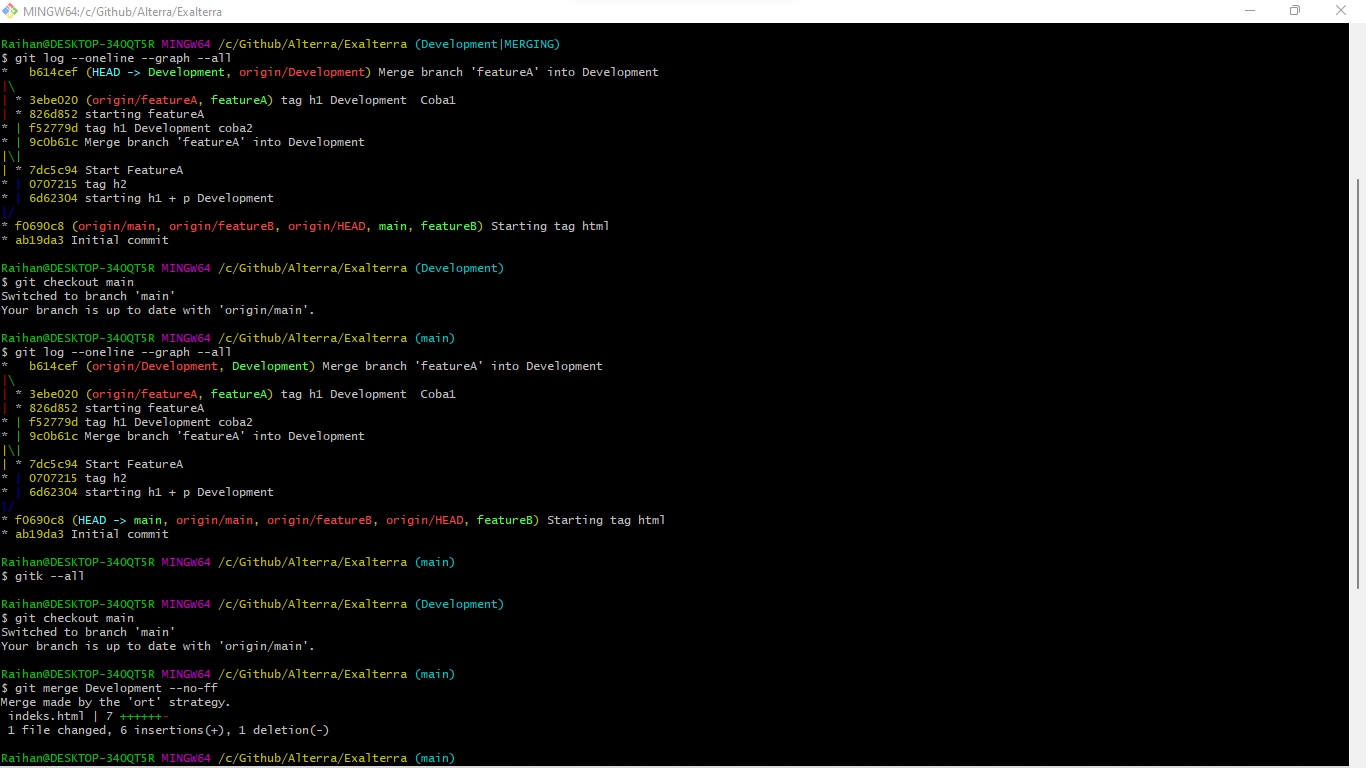 MINGW64:/c/Github/Alterra/Exalterra
Raihan@DESKTOP-34OQT5R MINGW64 /c/Github/Alterra/Exalterra (Development|MERGING)
$ git log --oneline --graph --all
*   b614cef (HEAD -> Development, origin/Development) Merge branch 'featureA' into Development
|\
| * 3ebe020 (origin/featureA, featureA) tag h1 Development  Coba1
| * 826d852 starting featureA
* | f52779d tag h1 Development coba2
* | 9c0b61c Merge branch 'featureA' into Development
|\|
| * 7dc5c94 Start FeatureA
* | 0707215 tag h2
* | 6d62304 starting h1 + p Development
|/
* f0690c8 (origin/main, origin/featureB, origin/HEAD, main, featureB) Starting tag html
* ab19da3 Initial commit
Raihan@DESKTOP-34OQT5R MINGW64 /c/Github/Alterra/Exalterra (Development)
$ git checkout main
Switched to branch 'main'
Your branch is up to date with 'origin/main'.
Raihan@DESKTOP-34OQT5R MINGW64 /c/Github/Alterra/Exalterra (main)
$ git log --oneline --graph --all
*   b614cef (origin/Development, Development) Merge branch 'featureA' into Development
|\
| * 3ebe020 (origin/featureA, featureA) tag h1 Development  Coba1
| * 826d852 starting featureA
* | f52779d tag h1 Development coba2
* | 9c0b61c Merge branch 'featureA' into Development
|\|
| * 7dc5c94 Start FeatureA
* | 0707215 tag h2
* | 6d62304 starting h1 + p Development
|/
* f0690c8 (HEAD -> main, origin/main, origin/featureB, origin/HEAD, featureB) Starting tag html
* ab19da3 Initial commit
Raihan@DESKTOP-34OQT5R MINGW64 /c/Github/Alterra/Exalterra (main)
$ gitk --all
Raihan@DESKTOP-34OQT5R MINGW64 /c/Github/Alterra/Exalterra (Development)
$ git checkout main
Switched to branch 'main'
Your branch is up to date with 'origin/main'.
Raihan@DESKTOP-34OQT5R MINGW64 /c/Github/Alterra/Exalterra (main)
$ git merge Development --no-ff
Merge made by the 'ort' strategy.
 indeks.html | 7 ++++++-
 1 file changed, 6 insertions(+), 1 deletion(-)
Raihan@DESKTOP-34OQT5R MINGW64 /c/Github/Alterra/Exalterra (main)